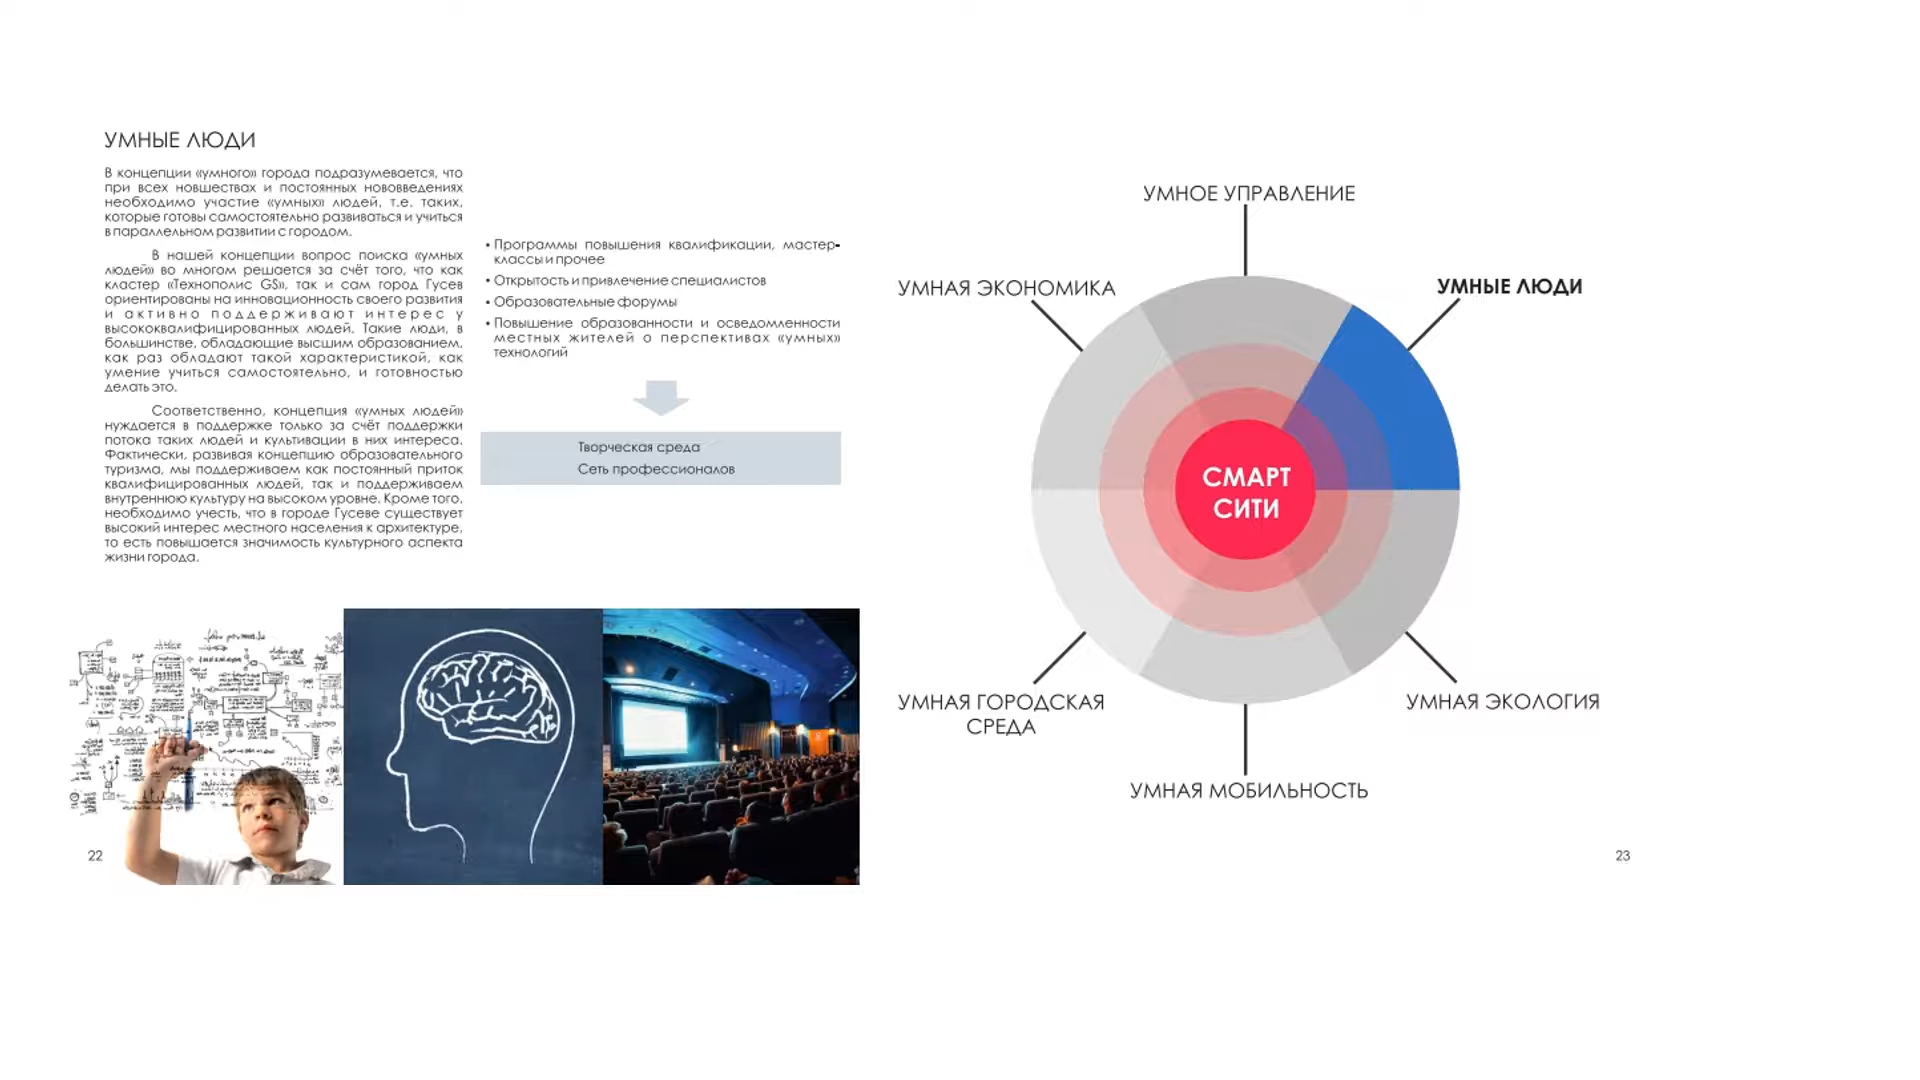 УМНЫЕ ЛЮДИ
В концепции «умного» города подразумевается, что
при всех новшествах и постоянных нововведениях
необходимо участие «умных» людей, т.е. таких,
которые готовы самостоятельно развиваться и учиться
в параллельном развитии с городом.
В нашей концепции вопрос поиска «умных
людей» во многом решается за счёт того, что как
кластер «Технополис GS», так и сам город Гусев
ориентированы на инновационность своего развития
и активно поддерживают интерес у
высококвалифицированных людей. Такие люди, в
большинстве, обладающие высшим образованием,
как раз обладают такой характеристикой, как
умение учиться самостоятельно, и готовностью
делать это.
Соответственно, концепция «умных людей»
нуждается в поддержке только за счёт поддержки
потока таких людей и культивации в них интереса.
Фактически, развивая концепцию образовательного
туризма, мы поддерживаем как постоянный приток
квалифицированных людей, так и поддерживаем
внутреннюю культуру на высоком уровне. Кроме того,
необходимо учесть, что в городе Гусеве существует
высокий интерес местного населения к архитектуре,
то есть повышается значимость культурного аспекта
жизни города.
• Программы повышения квалификации, мастер-
классы и прочее
• Открытость и привлечение специалистов
• Образовательные форумы
• Повышение образованности и осведомленности
местных жителей о перспективах «умных»
технологий
Творческая среда
Сеть профессионалов
22
УМНОЕ УПРАВЛЕНИЕ
УМНАЯ ЭКОНОМИКА
УМНЫЕ ЛЮДИ
СМАРТ
СИТИ
УМНАЯ ГОРОДСКАЯ
СРЕДА
УМНАЯ ЭКОЛОГИЯ
УМНАЯ МОБИЛЬНОСТЬ
23